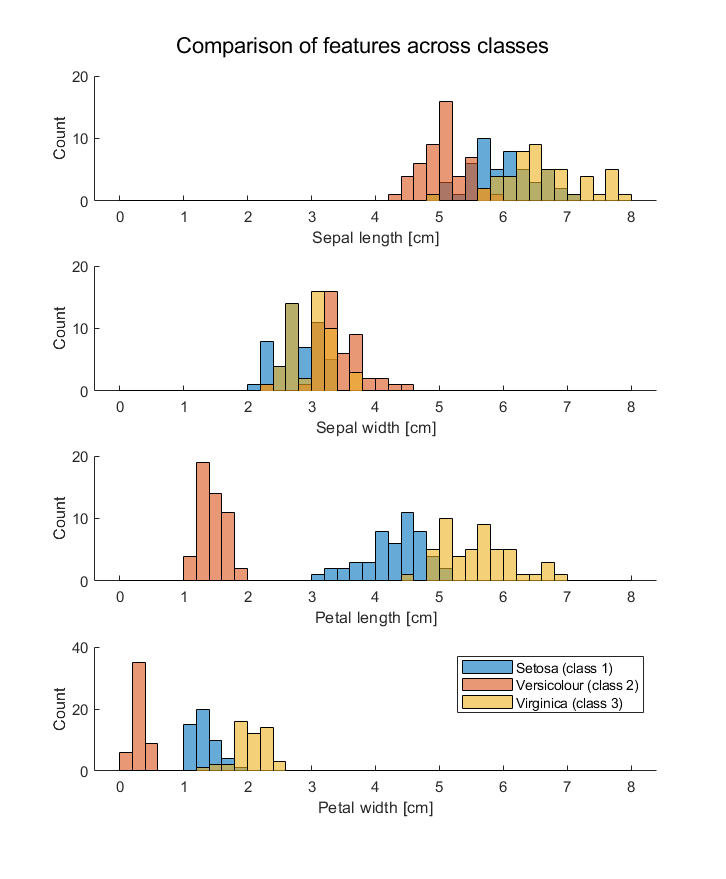 Comparison of features across classes
20
10
0
Count
0 1 2 3 4 5 6 7 8
Sepal length [cm]
20
10
0
Count
0 1 2 3 4 5 6 7 8
Sepal width [cm]
20
10
0
Count
0 1 2 3 4 5 6 7 8
Petal length [cm]
40
20
0
Count
Setosa (class 1)
Versicolour (class 2)
Virginica (class 3)
0 1 2 3 4 5 6 7 8
Petal width [cm]